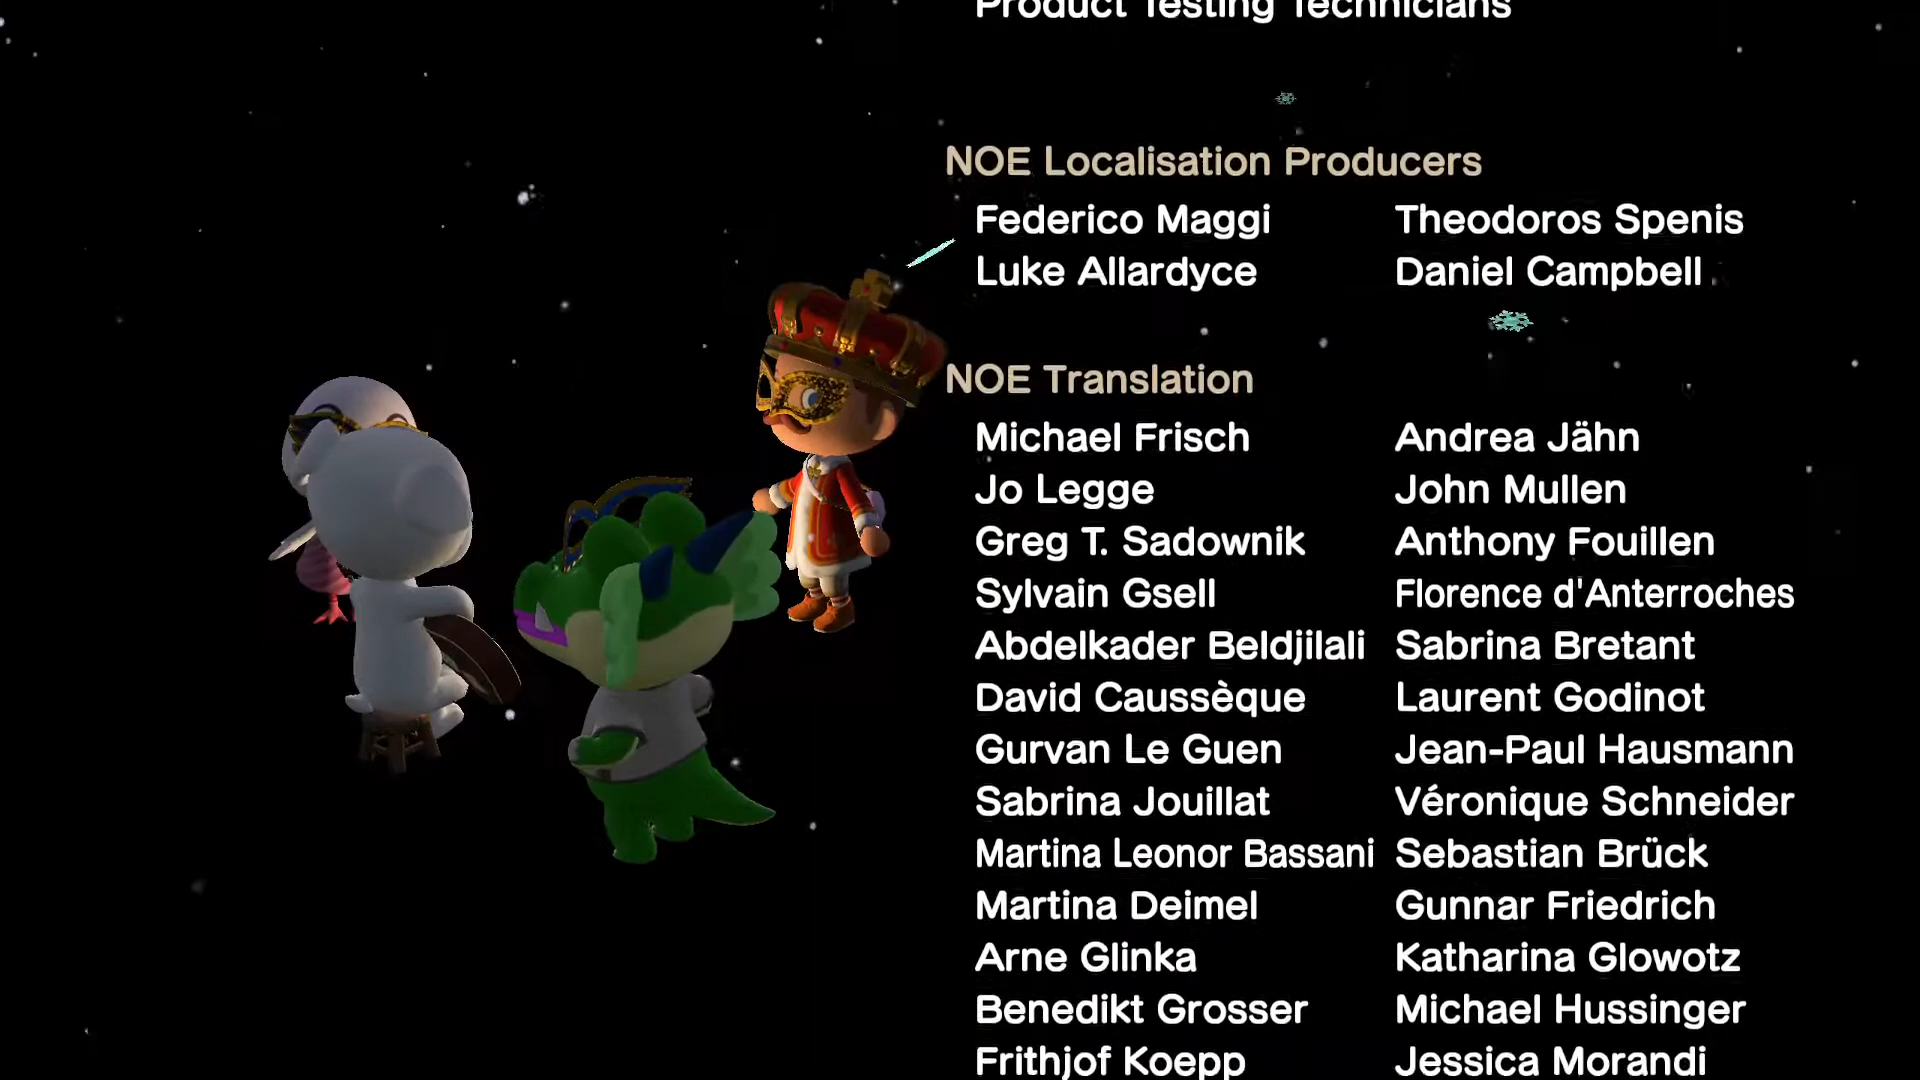 Product Testing Technicians
NOE Localisation Producers
Federico Maggi Theodoros Spenis
Luke Allardyce Daniel Campbell
NOE Translation
Michael Frisch Andrea Jähn
Jo Legge John Mullen
Greg T. Sadownik Anthony Fouillen
Sylvain Gsell Florence d'Anterroches
Abdelkader Beldjilali Sabrina Bretant
David Caussèque Laurent Godinot
Gurvan Le Guen Jean-Paul Hausmann
Sabrina Jouillat Véronique Schneider
Martina Leonor Bassani Sebastian Brück
Martina Deimel Gunnar Friedrich
Arne Glinka Katharina Glowotz
Benedikt Grosser Michael Hussinger
Frithjof Koepp Jessica Morandi